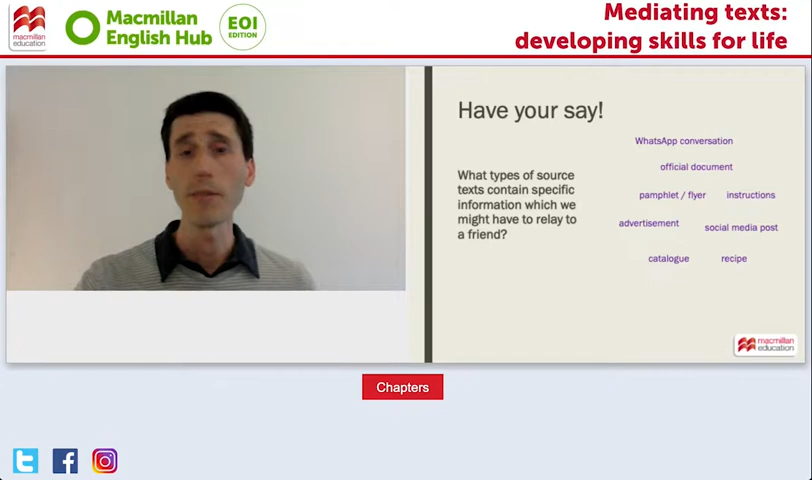 macmillan
education
Macmillan
English Hub
EOI
EDITION
Mediating texts:
developing skills for life
Have your say!
What types of source
texts contain specific
information which we
might have to relay to
a friend?
WhatsApp conversation
official document
pamphlet / flyer
instructions
advertisement
social media post
catalogue
recipe
macmillan
education
Chapters